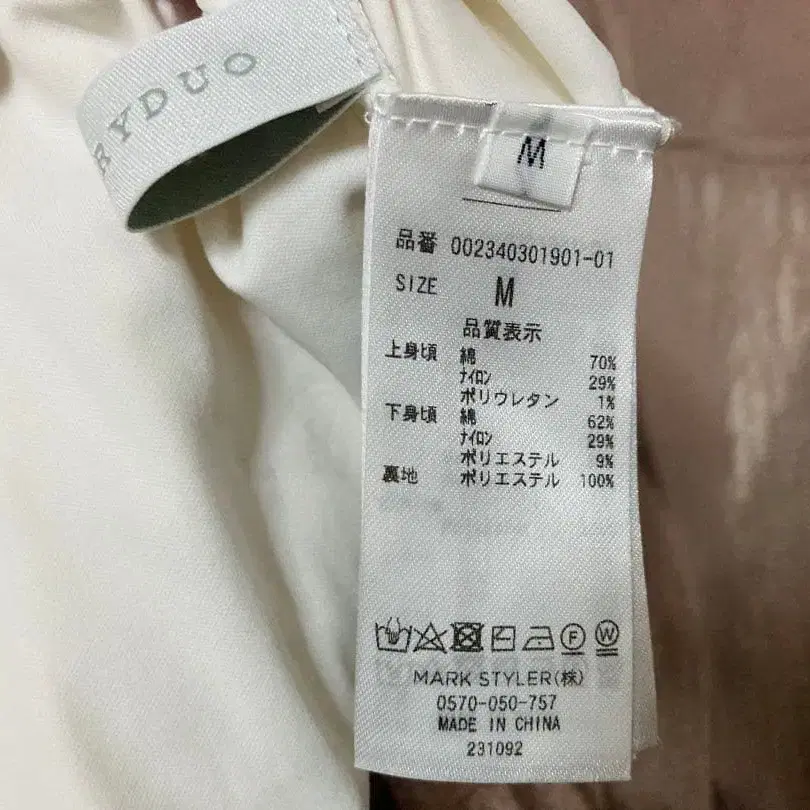 RYDUO
M
品番 002340301901-01
SIZE M
品質表示
上身頃 綿 70%
ナイロン 29%
ポリウレタン 1%
下身頃 綿 62%
ナイロン 29%
ポリエステル 9%
裏地 ポリエステル 100%
F W
MARK STYLER(株)
0570-050-757
MADE IN CHINA
231092